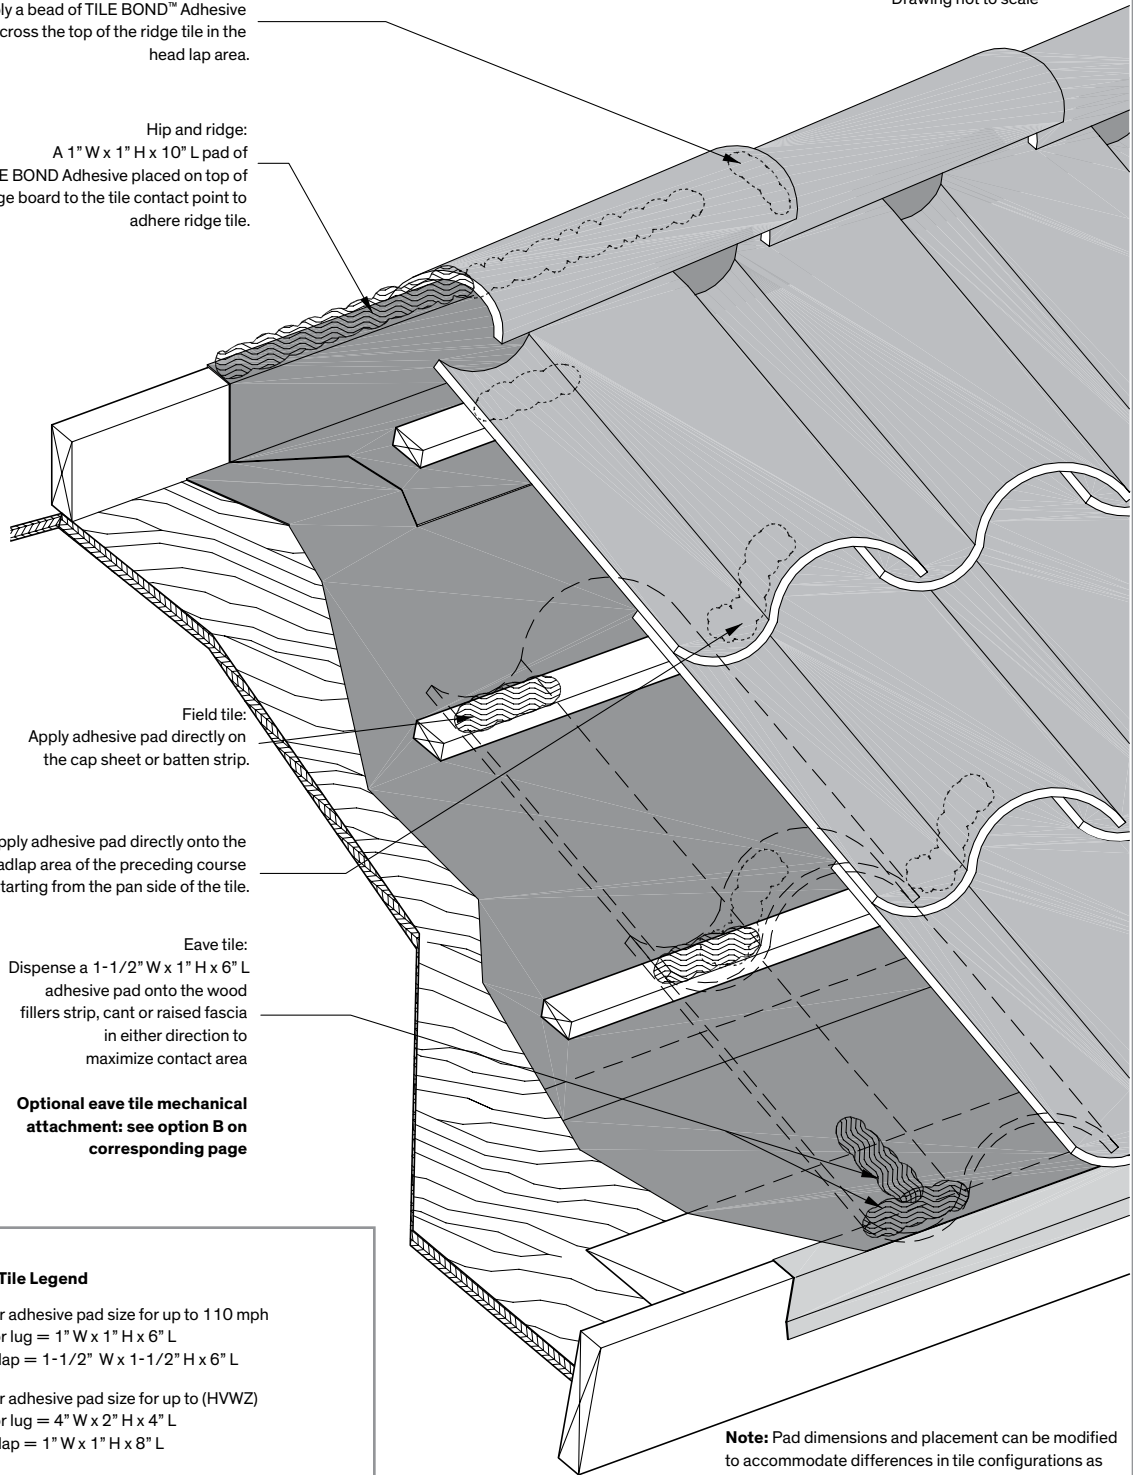 a bead of TILE BOND™ Adhesive
the top of the ridge tile in the
head lap area.
Drawing not to scale
Hip and ridge:
A 1” W x 1” H x 10” L pad of
BOND Adhesive placed on top of
board to the tile contact point to
adhere ridge tile.
Field tile:
Apply adhesive pad directly on
the cap sheet or batten strip.
adhesive pad directly onto the
area of the preceding course
from the pan side of the tile.
Eave tile:
Dispense a 1-1/2” W x 1” H x 6” L
adhesive pad onto the wood
fillers strip, cant or raised fascia
in either direction to
maximize contact area
Optional eave tile mechanical
attachment: see option B on
corresponding page
Tile Legend
adhesive pad size for up to 110 mph
lug = 1” W x 1” H x 6” L
= 1-1/2” W x 1-1/2” H x 6” L
adhesive pad size for up to (HVWZ)
lug = 4” W x 2” H x 4” L
= 1” W x 1” H x 8” L
Note: Pad dimensions and placement can be modified
to accommodate differences in tile configurations as